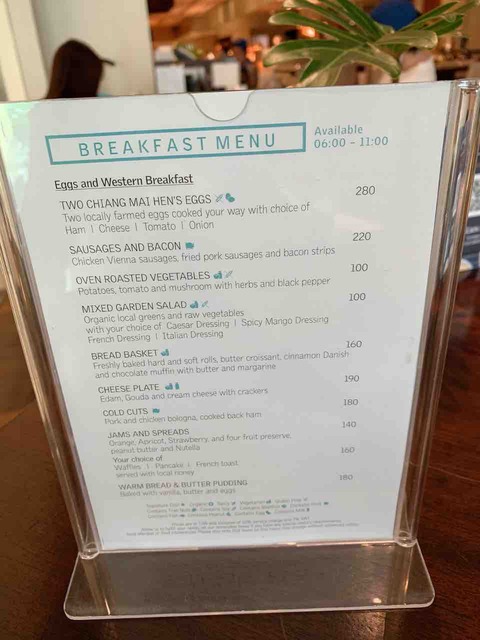 BREAKFAST MENU
Available
06:00 - 11:00
Eggs and Western Breakfast
TWO CHIANG MAI HEN'S EGGS 280
Two locally farmed eggs cooked your way with choice of
Ham | Cheese | Tomato | Onion
SAUSAGES AND BACON 220
Chicken Vienna sausages, fried pork sausages and bacon strips
OVEN ROASTED VEGETABLES 100
Potatoes, tomato and mushroom with herbs and black pepper
MIXED GARDEN SALAD 100
Organic local greens and raw vegetables
with your choice of Caesar Dressing | Spicy Mango Dressing
French Dressing | Italian Dressing
BREAD BASKET 160
Freshly baked hard and soft rolls, butter croissant, cinnamon Danish
and chocolate muffin with butter and margarine
CHEESE PLATE 190
Edam, Gouda and cream cheese with crackers
COLD CUTS 180
Pork and chicken bologna, cooked back ham
JAMS AND SPREADS 140
Orange, Apricot, Strawberry, and four fruit preserve,
peanut butter and Nutella
Your choice of 160
Waffles | Pancake | French toast
served with local honey
WARM BREAD & BUTTER PUDDING 180
Baked with vanilla, butter and eggs